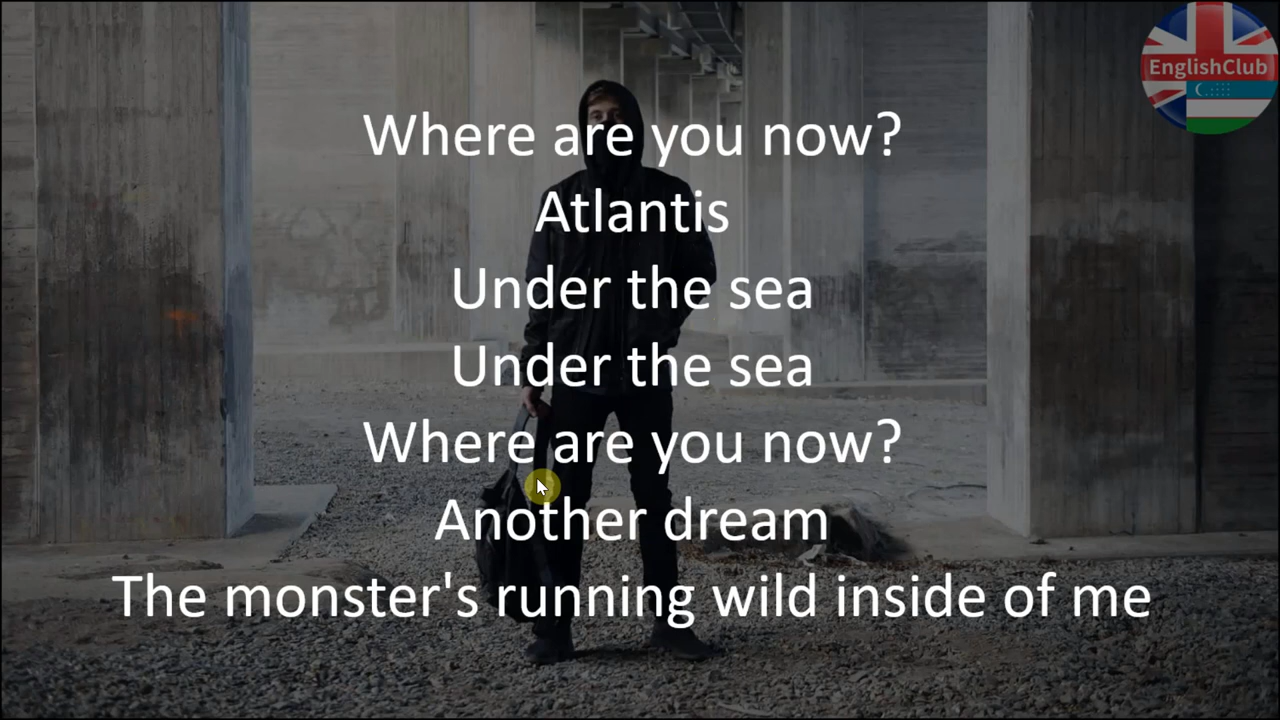 EnglishClub
Where are you now?
Atlantis
Under the sea
Under the sea
Where are you now?
Another dream
The monster's running wild inside of me